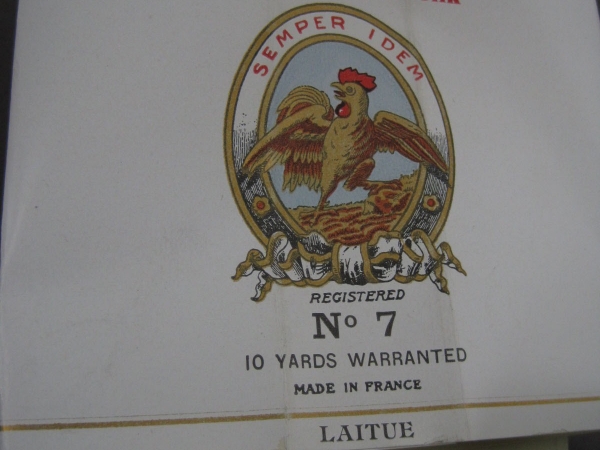 SEMPER IDEM
REGISTERED
No 7
10 YARDS WARRANTED
MADE IN FRANCE
LAITUE